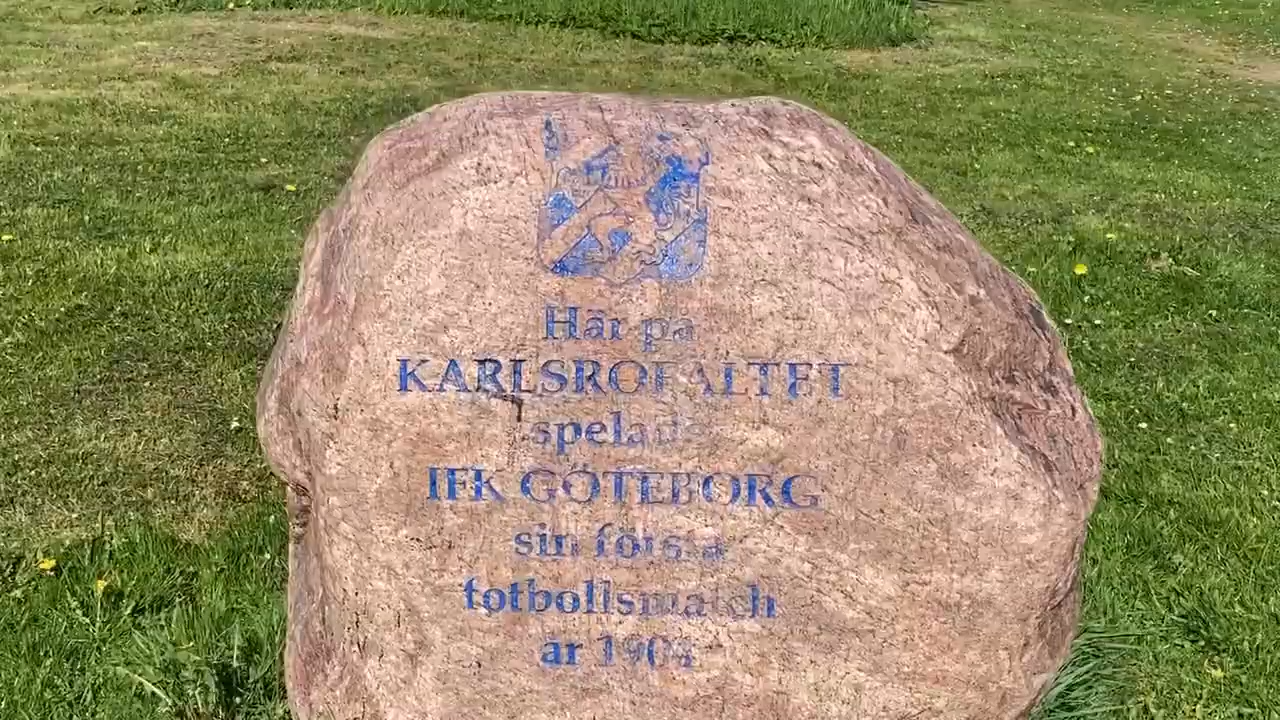 Här på
KARLSROFÄLTET
spelade
IFK GÖTEBORG
sin första
fotbollsmatch
år 1904